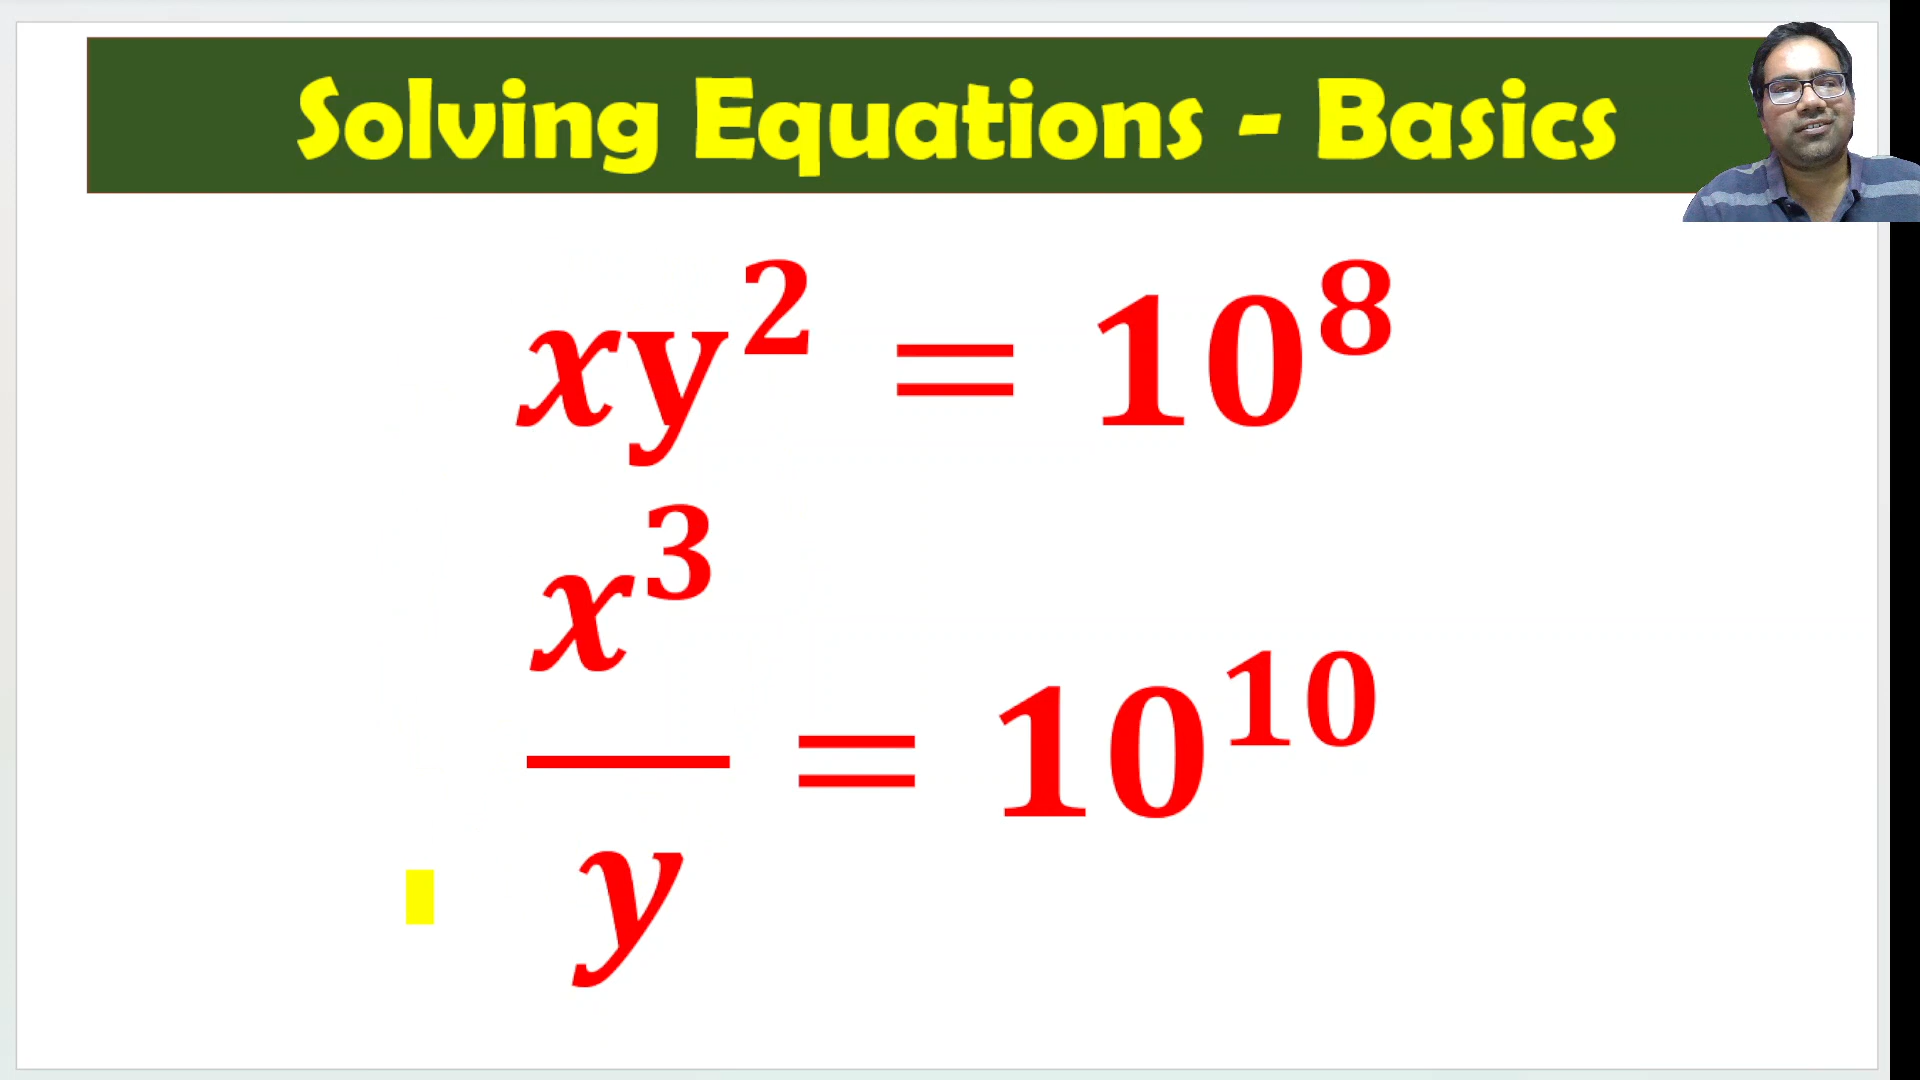 Solving Equations - Basics
xy² = 10⁸
x³/y = 10¹⁰